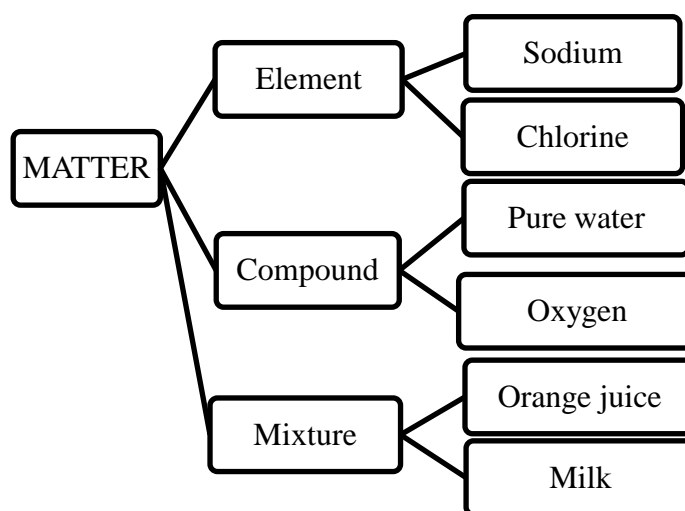 MATTER
Element
Sodium
Chlorine
Compound
Pure water
Oxygen
Mixture
Orange juice
Milk